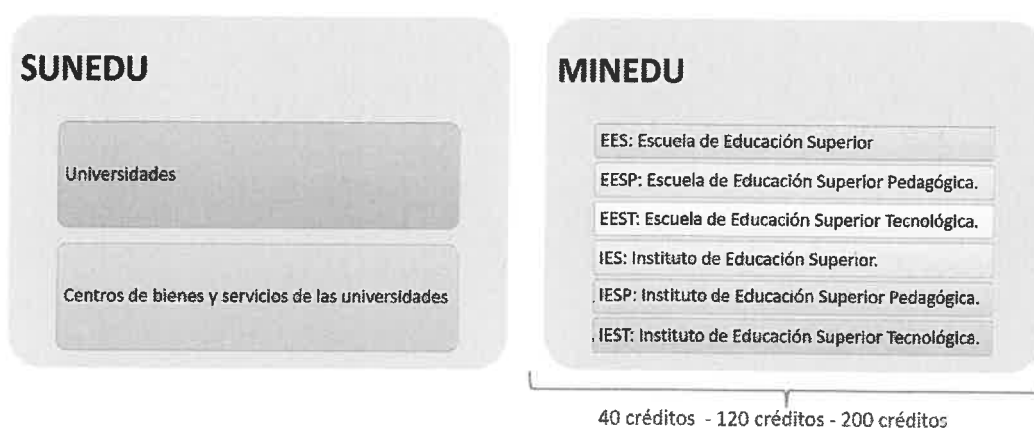 SUNEDU
Universidades
Centros de bienes y servicios de las universidades
MINEDU
EES: Escuela de Educación Superior
EESP: Escuela de Educación Superior Pedagógica.
EEST: Escuela de Educación Superior Tecnológica.
IES: Instituto de Educación Superior.
IESP: Instituto de Educación Superior Pedagógica.
IEST: Instituto de Educación Superior Tecnológica.
40 créditos - 120 créditos - 200 créditos